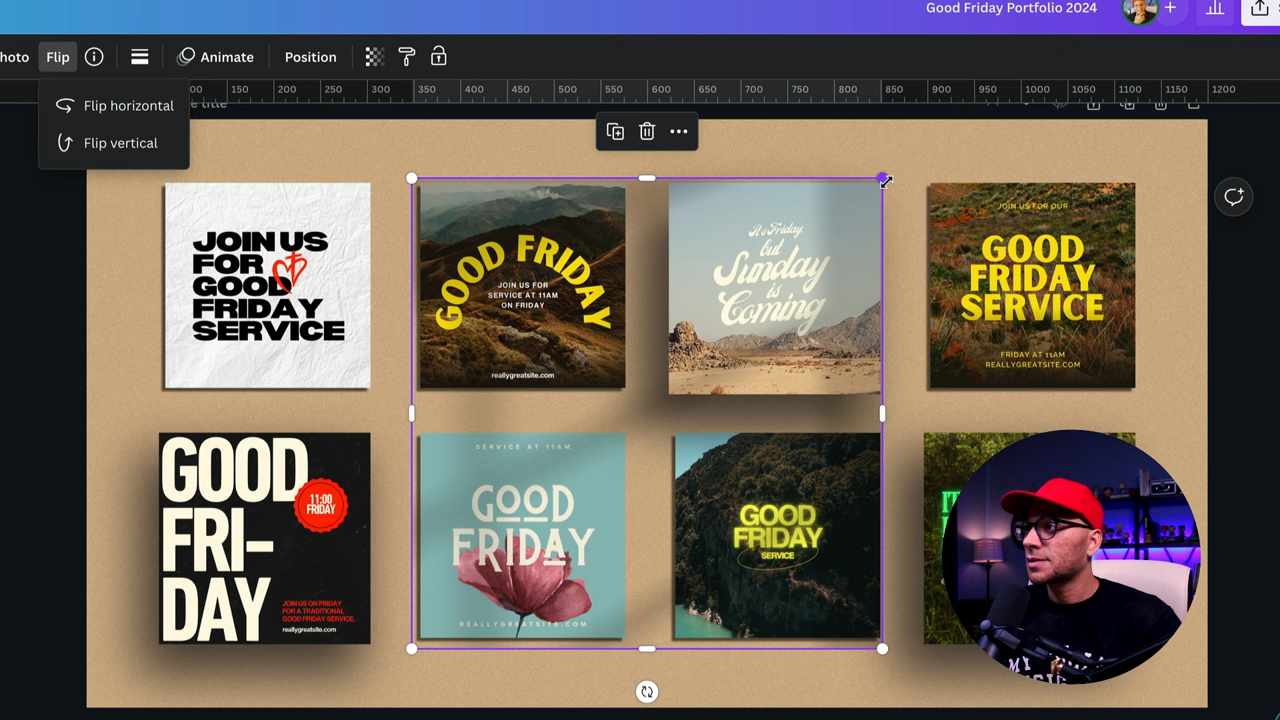 Good Friday Portfolio 2024
Flip
Animate
Position
150
200
250
300
350
400
450
500
550
600
650
700
750
800
850
900
950
1000
1050
1100
1150
1200
Flip horizontal
Flip vertical
JOIN US
FOR
GOOD
FRIDAY
SERVICE
GOOD FRIDAY
JOIN US FOR
SERVICE AT 11AM
ON FRIDAY
reallygreatsite.com
It's Friday,
but
Sunday
is
Coming
JOIN US FOR OUR
GOOD
FRIDAY
SERVICE
FRIDAY AT 11AM
REALLYGREATSITE.COM
GOOD
FRI-
DAY
11:00
FRIDAY
JOIN US ON FRIDAY
FOR A TRADITIONAL
GOOD FRIDAY SERVICE.
reallygreatsite.com
SERVICE AT 11AM
GOOD
FRIDAY
REALLYGREATSITE.COM
GOOD
FRIDAY
SERVICE
MY